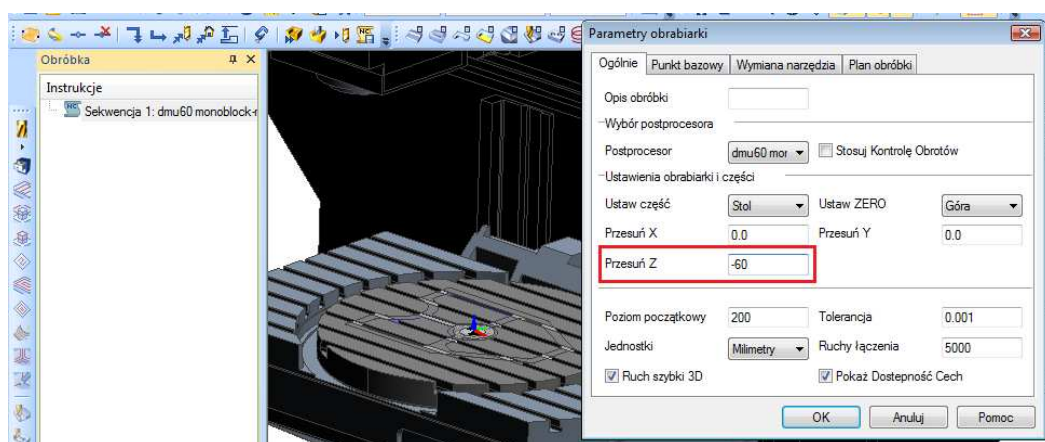 Obróbka
Instrukcje
Sekwencja 1: dmu60 monoblock-r
Parametry obrabiarki
Ogólnie Punkt bazowy Wymiana narzędzia Plan obróbki
Opis obróbki
Wybór postprocesora
Postprocesor dmu60 mor Stosuj Kontrolę Obrotów
Ustawienia obrabiarki i części
Ustaw część Stol Ustaw ZERO Góra
Przesuń X 0.0 Przesuń Y 0.0
Przesuń Z -60
Poziom początkowy 200 Tolerancja 0.001
Jednostki Milimetry Ruchy łączenia 5000
Ruch szybki 3D Pokaż Dostepność Cech
OK Anuluj Pomoc